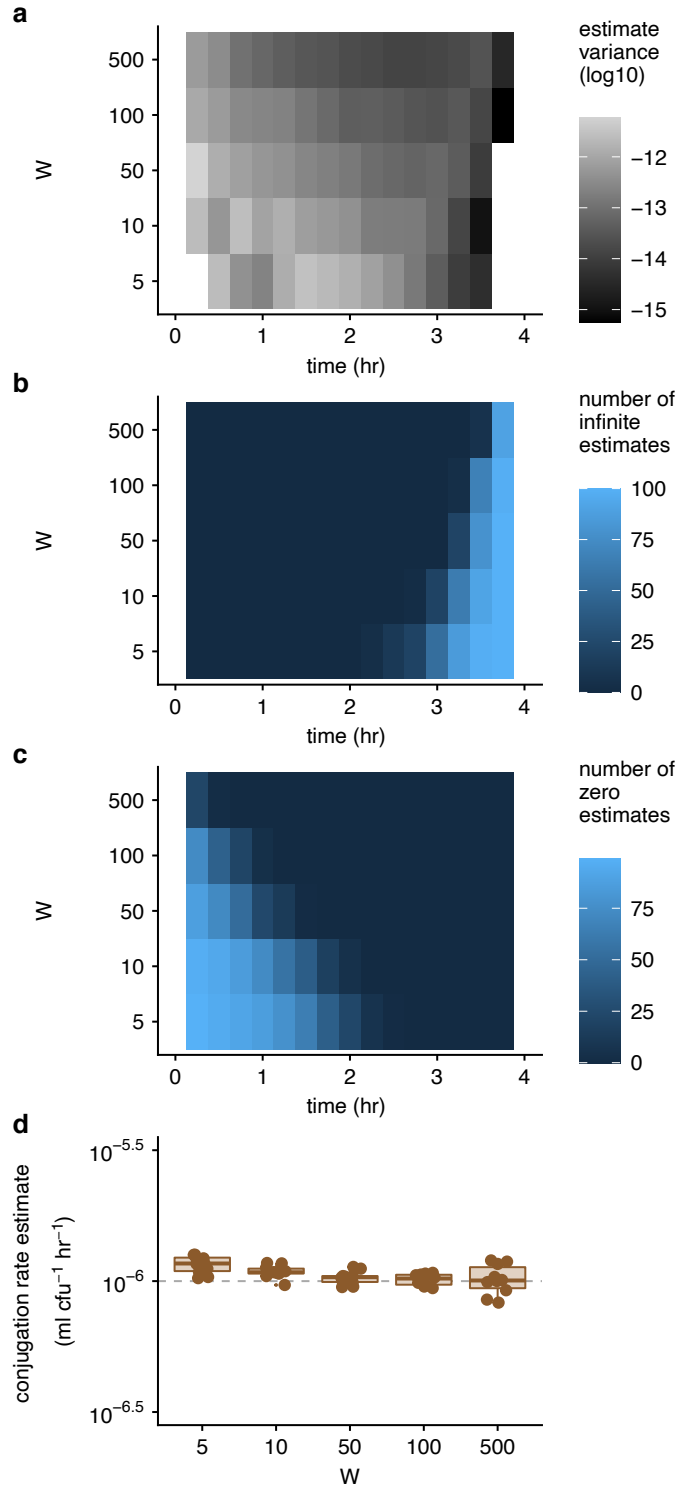 a
estimate
variance
(log10)
500
100
W
50
10
5
−12
−13
−14
−15
0 1 2 3 4
time (hr)
b
number of
infinite
estimates
500
100
W
50
10
5
100
75
50
25
0
0 1 2 3 4
time (hr)
c
number of
zero
estimates
500
100
W
50
10
5
75
50
25
0
0 1 2 3 4
time (hr)
d
conjugation rate estimate
(ml cfu⁻¹ hr⁻¹)
10⁻⁵·⁵
10⁻⁶
10⁻⁶·⁵
5 10 50 100 500
W